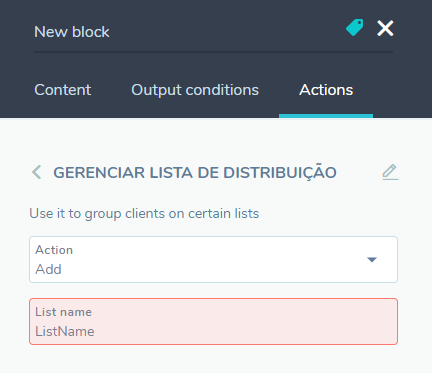 New block
Content
Output conditions
Actions
GERENCIAR LISTA DE DISTRIBUIÇÃO
Use it to group clients on certain lists
Action
Add
List name
ListName